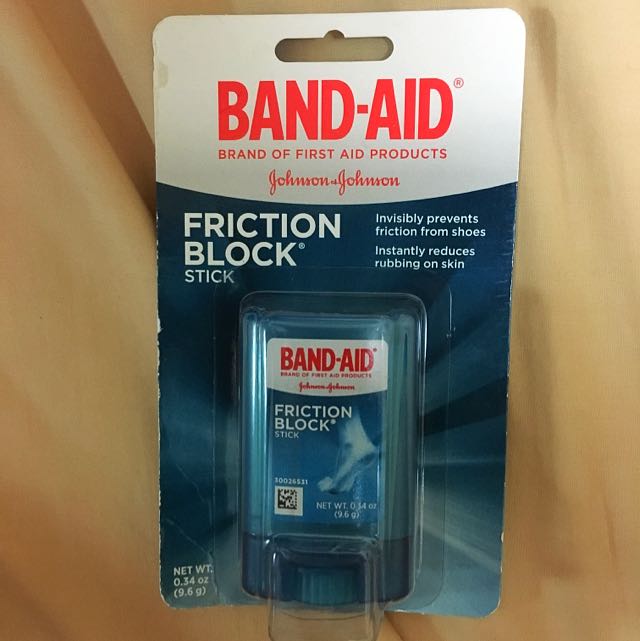 BAND-AID®
BRAND OF FIRST AID PRODUCTS
Johnson & Johnson
FRICTION
BLOCK®
STICK
Invisibly prevents
friction from shoes
Instantly reduces
rubbing on skin
BAND-AID®
BRAND OF FIRST AID PRODUCTS
Johnson & Johnson
FRICTION
BLOCK®
STICK
30026531
NET WT. 0.34 oz
(9.6 g)
NET WT.
0.34 oz
(9.6 g)